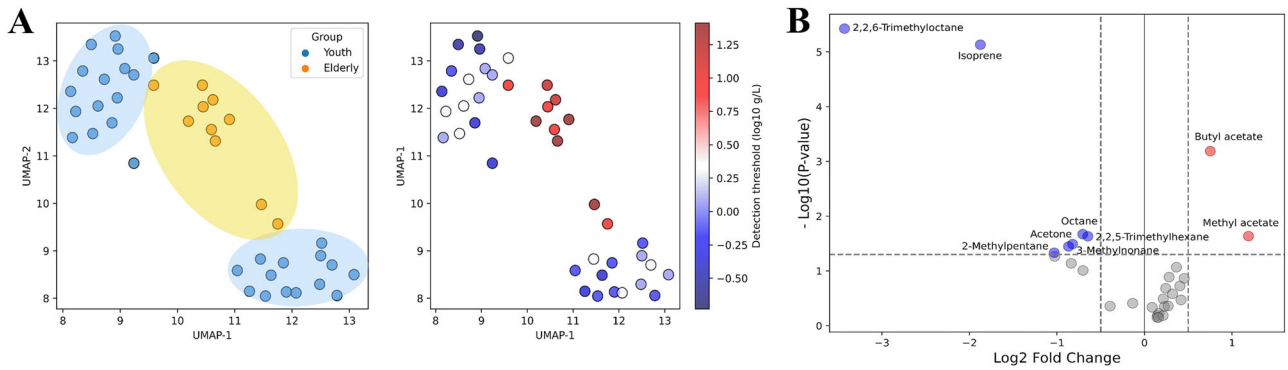 A
Group
Youth
Elderly
UMAP-2
13
12
11
10
9
8
8 9 10 11 12 13
UMAP-1
UMAP-1
13
12
11
10
9
8
8 9 10 11 12 13
UMAP-1
1.25
1.00
0.75
0.50
0.25
0.00
−0.25
−0.50
Detection threshold (log10 g/L)
B
- Log10(P-value)
5
4
3
2
1
0
2,2,6-Trimethyloctane
Isoprene
Butyl acetate
Methyl acetate
Octane
Acetone
2,2,5-Trimethylhexane
2-Methylpentane
3-Methylnonane
−3 −2 −1 0 1
Log2 Fold Change